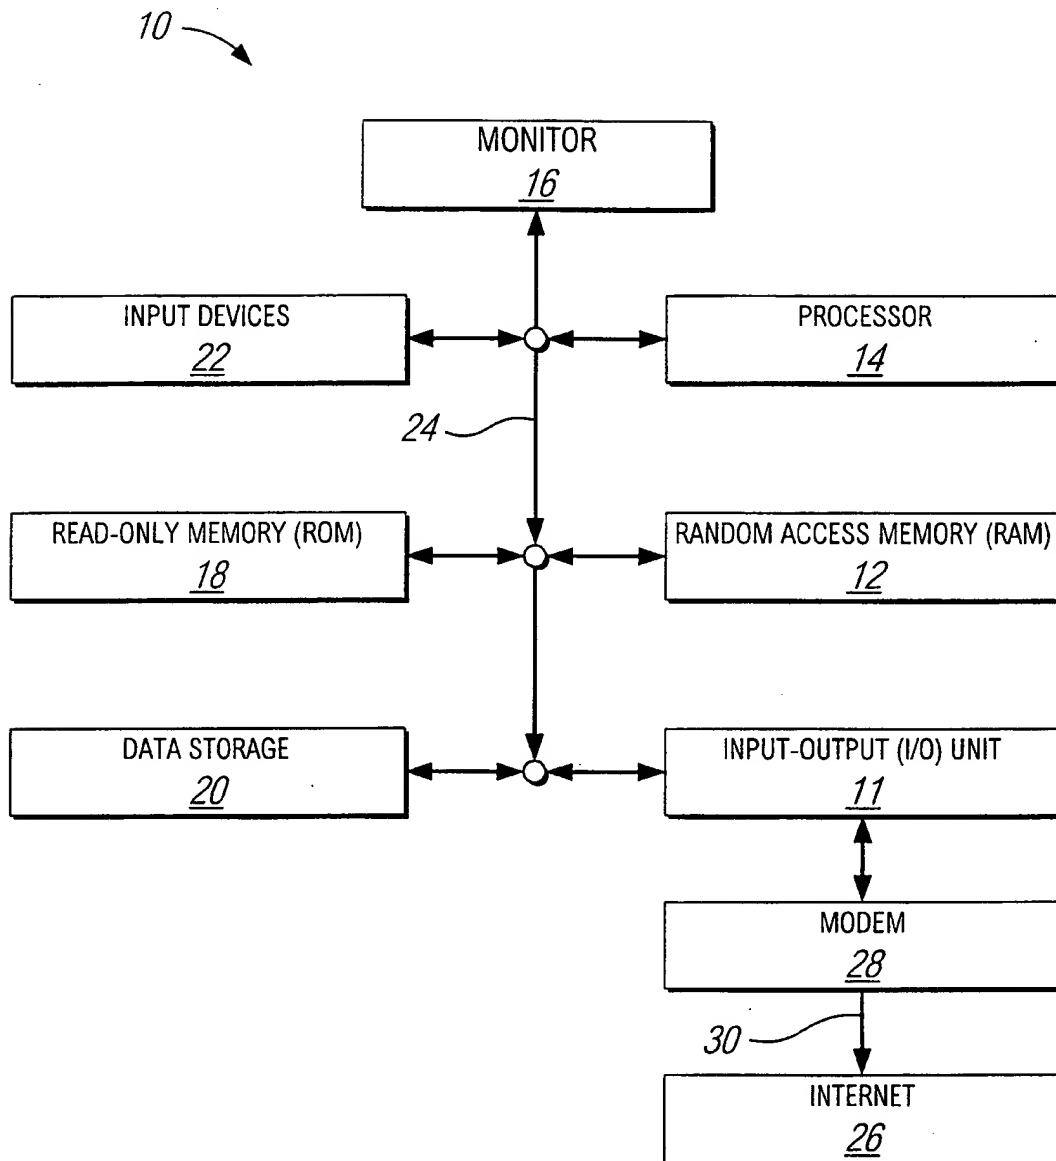 10
MONITOR
16
INPUT DEVICES
22
PROCESSOR
14
24
READ-ONLY MEMORY (ROM)
18
RANDOM ACCESS MEMORY (RAM)
12
DATA STORAGE
20
INPUT-OUTPUT (I/O) UNIT
11
MODEM
28
30
INTERNET
26